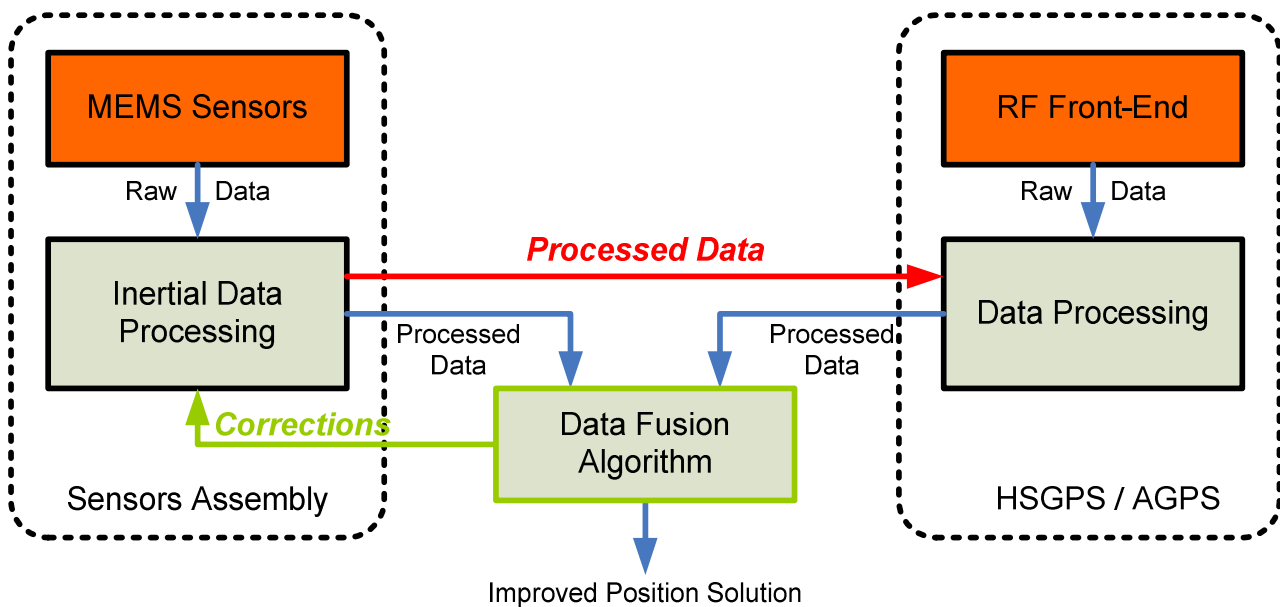 MEMS Sensors
RF Front-End
Raw Data
Raw Data
Processed Data
Inertial Data
Processing
Data Processing
Processed
Data
Processed
Data
Corrections
Data Fusion
Algorithm
Sensors Assembly
HSGPS / AGPS
Improved Position Solution